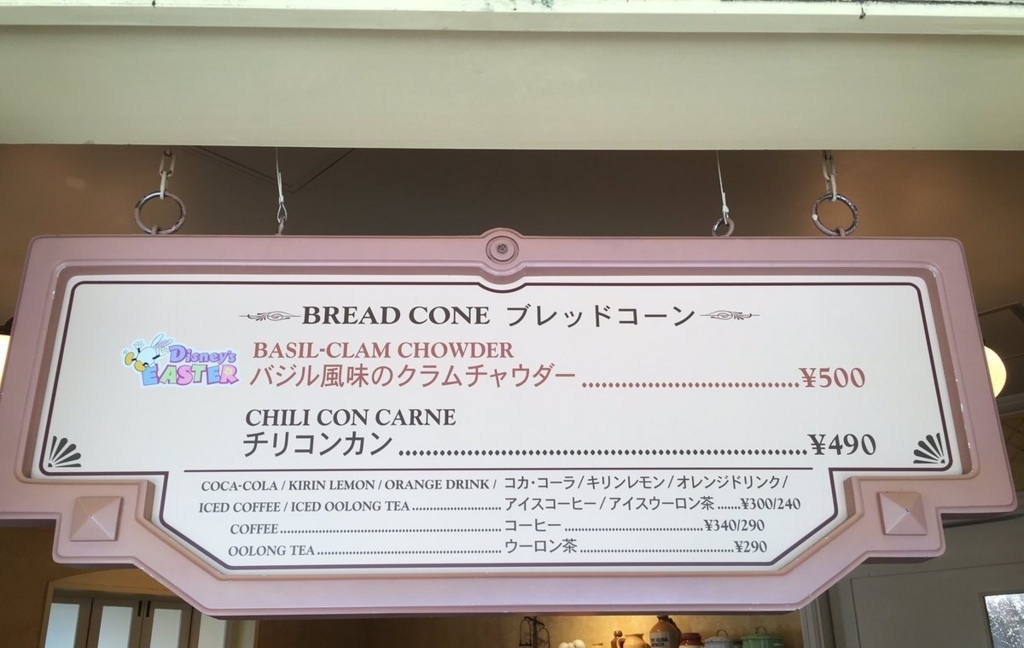 BREAD CONE ブレッドコーン
Disney's
EASTER
BASIL-CLAM CHOWDER
バジル風味のクラムチャウダー ¥500
CHILI CON CARNE
チリコンカン ¥490
COCA-COLA / KIRIN LEMON / ORANGE DRINK / コカ・コーラ / キリンレモン / オレンジドリンク /
ICED COFFEE / ICED OOLONG TEA アイスコーヒー / アイスウーロン茶 ¥300/240
COFFEE コーヒー ¥340/290
OOLONG TEA ウーロン茶 ¥290